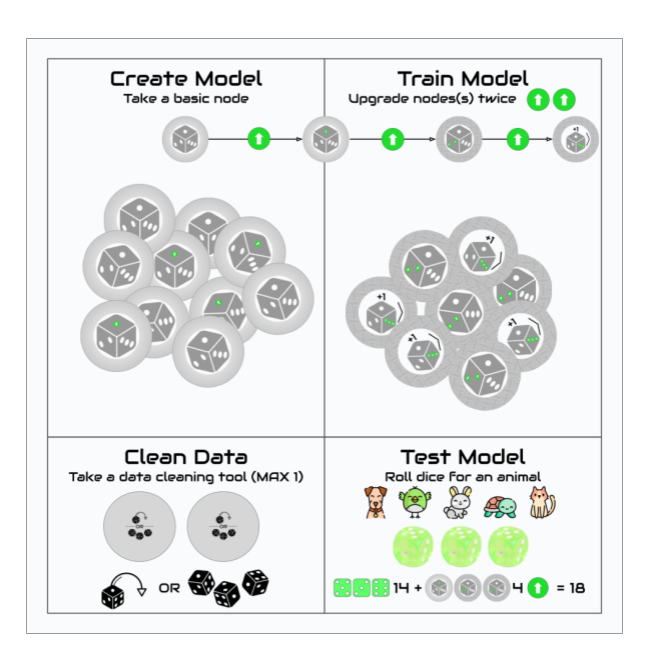 Create Model
Take a basic node
Train Model
Upgrade nodes(s) twice
+1
+1
+1
+1
Clean Data
Take a data cleaning tool (MAX 1)
OR
OR
OR
Test Model
Roll dice for an animal
14 + 4 = 18